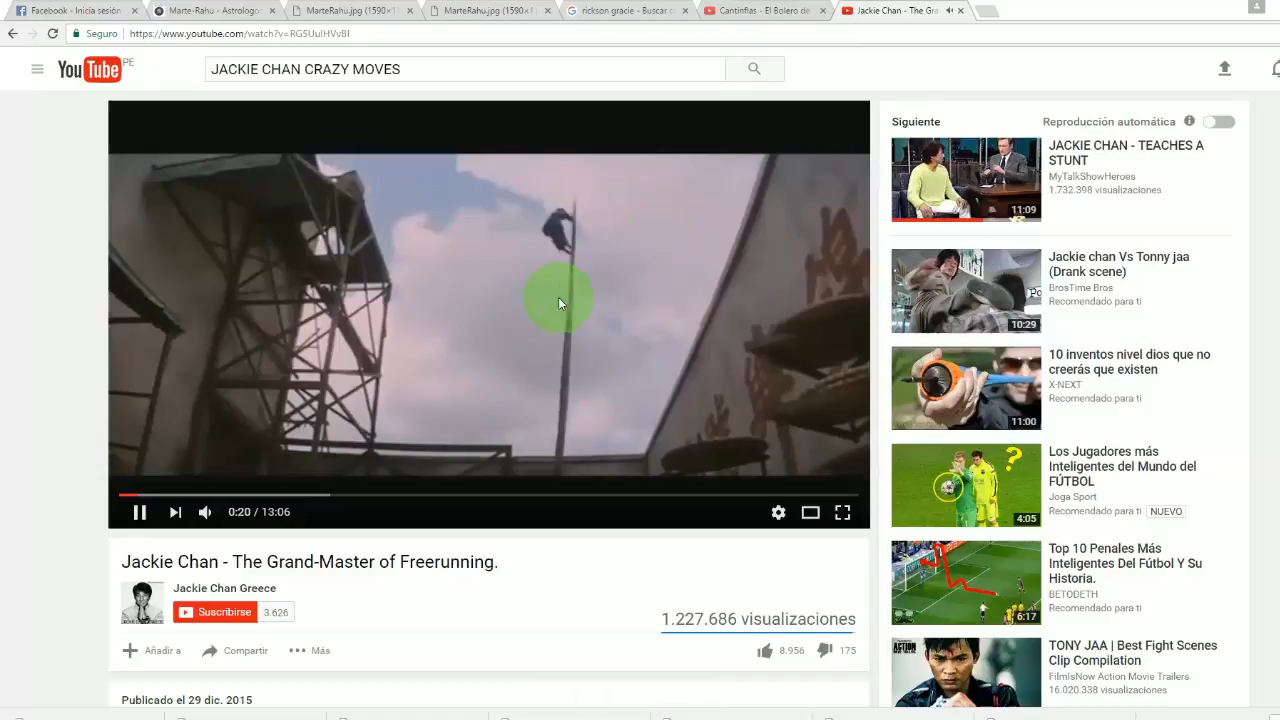 Facebook - Inicia sesión
Marte-Rahu - Astrologo
MarteRahu.jpg (1590×1
MarteRahu.jpg (1590×1
rickson gracie - Buscar c
Cantinflas - El Bolero de
Jackie Chan - The Gra
Seguro
https://www.youtube.com/watch?v=RG5UuIHVvBI
YouTube PE
JACKIE CHAN CRAZY MOVES
0:20 / 13:06
Jackie Chan - The Grand-Master of Freerunning.
Jackie Chan Greece
Suscribirse 3.626
1.227.686 visualizaciones
Añadir a
Compartir
Más
8.956
175
Publicado el 29 dic. 2015
Siguiente
Reproducción automática
11:09
JACKIE CHAN - TEACHES A
STUNT
MyTalkShowHeroes
1.732.398 visualizaciones
10:29
Jackie chan Vs Tonny jaa
(Drank scene)
BrosTime Bros
Recomendado para ti
11:00
10 inventos nivel dios que no
creerás que existen
X-NEXT
Recomendado para ti
?
4:05
Los Jugadores más
Inteligentes del Mundo del
FÚTBOL
Joga Sport
Recomendado para ti NUEVO
6:17
Top 10 Penales Más
Inteligentes Del Fútbol Y Su
Historia.
BETODETH
Recomendado para ti
ACTION
TONY JAA | Best Fight Scenes
Clip Compilation
FilmIsNow Action Movie Trailers
16.020.338 visualizaciones